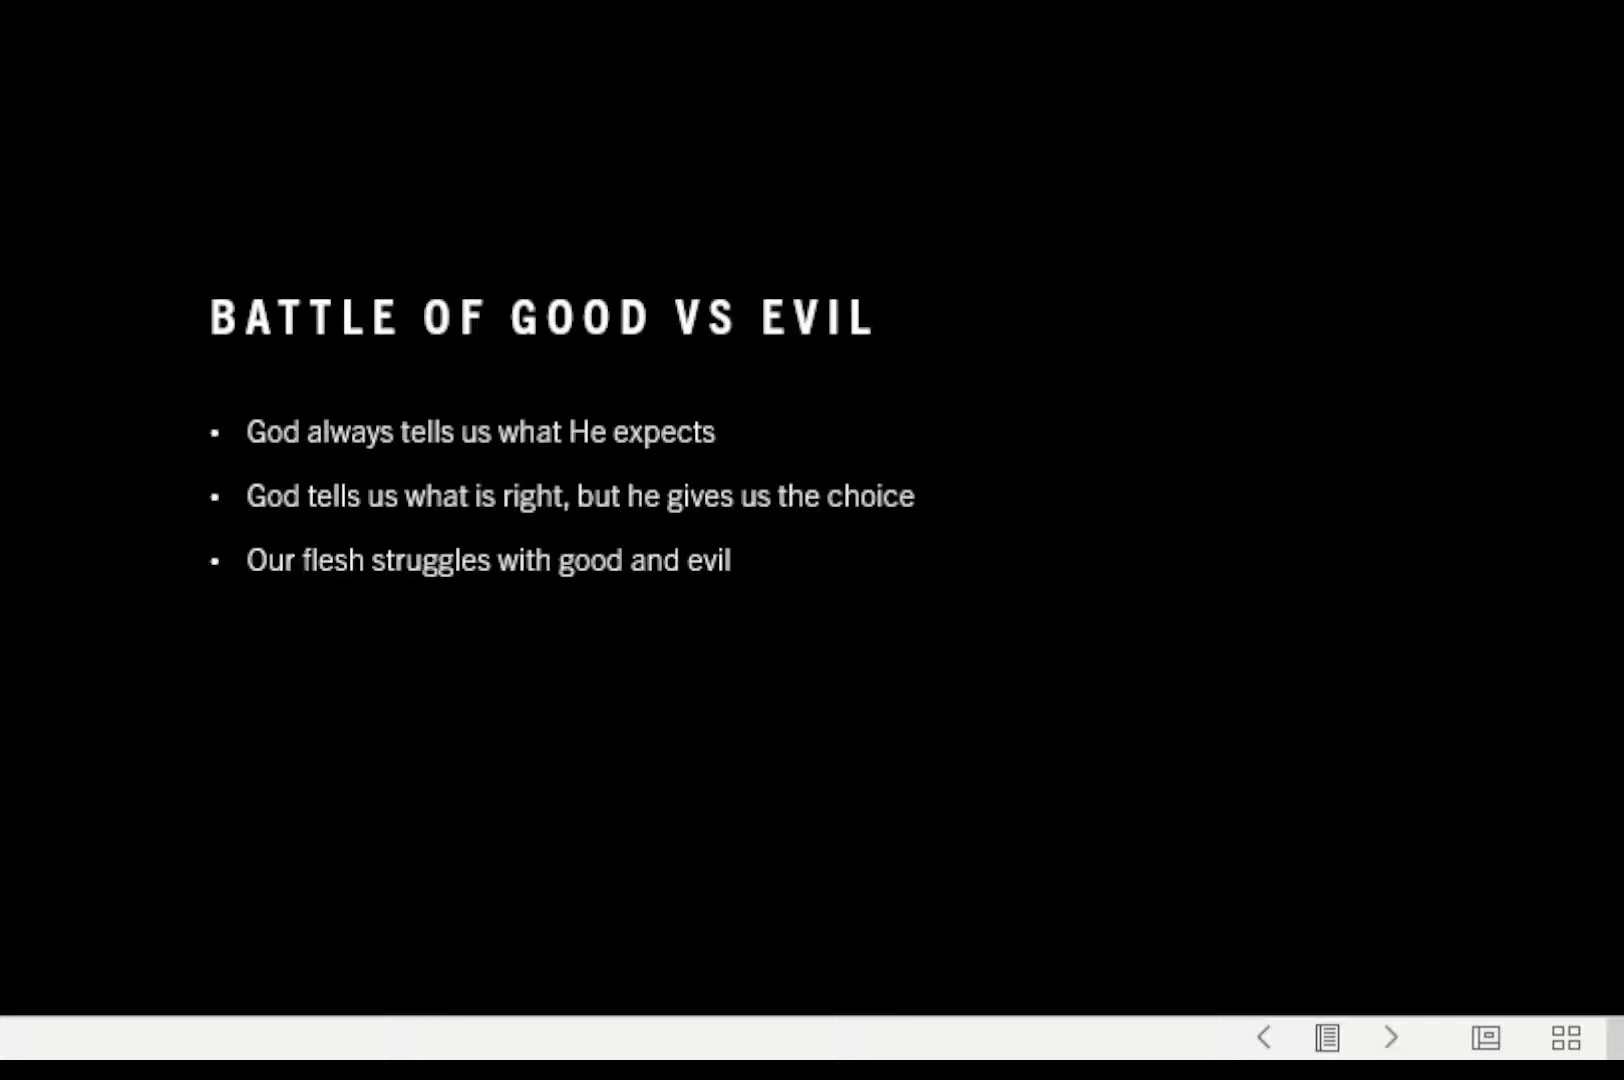 BATTLE OF GOOD VS EVIL
• God always tells us what He expects
• God tells us what is right, but he gives us the choice
• Our flesh struggles with good and evil